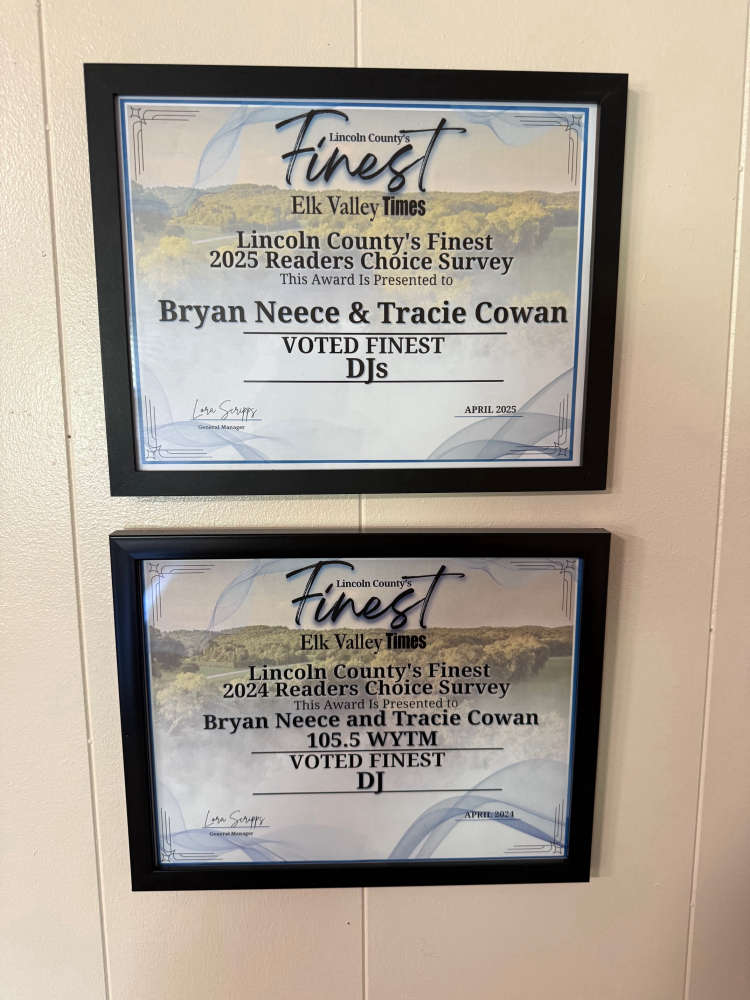 Lincoln County's
Finest
Elk Valley Times
Lincoln County's Finest
2025 Readers Choice Survey
This Award Is Presented to
Bryan Neece & Tracie Cowan
VOTED FINEST
DJs
Lora Scripps
General Manager
APRIL 2025
Lincoln County's
Finest
Elk Valley Times
Lincoln County's Finest
2024 Readers Choice Survey
This Award Is Presented to
Bryan Neece and Tracie Cowan
105.5 WYTM
VOTED FINEST
DJ
Lora Scripps
General Manager
APRIL 2024